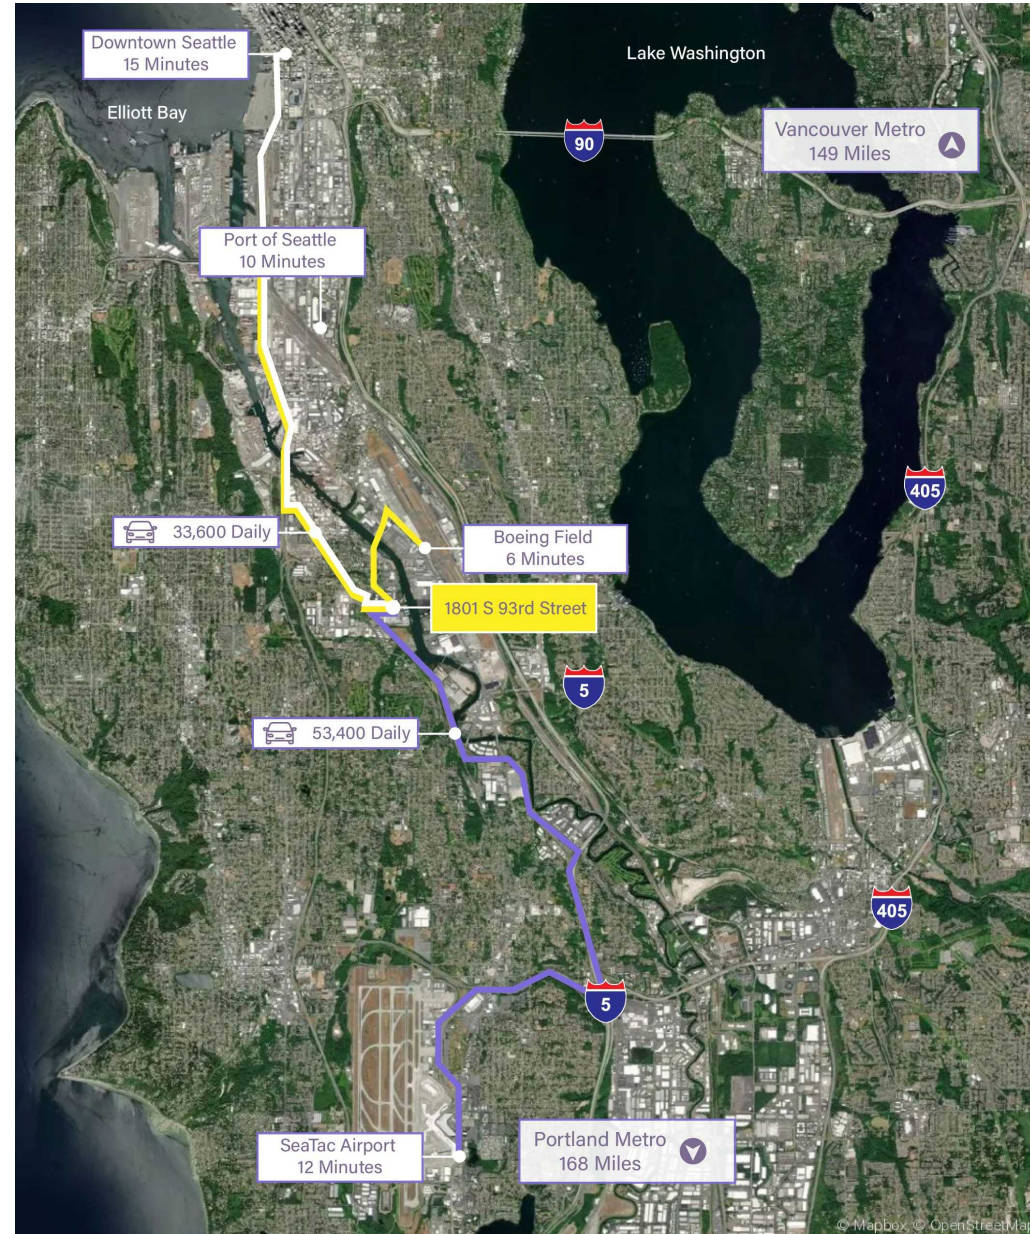 Downtown Seattle
15 Minutes
Lake Washington
Elliott Bay
90
Vancouver Metro
149 Miles
Port of Seattle
10 Minutes
405
33,600 Daily
Boeing Field
6 Minutes
1801 S 93rd Street
5
53,400 Daily
405
5
SeaTac Airport
12 Minutes
Portland Metro
168 Miles
© Mapbox, © OpenStreetMap